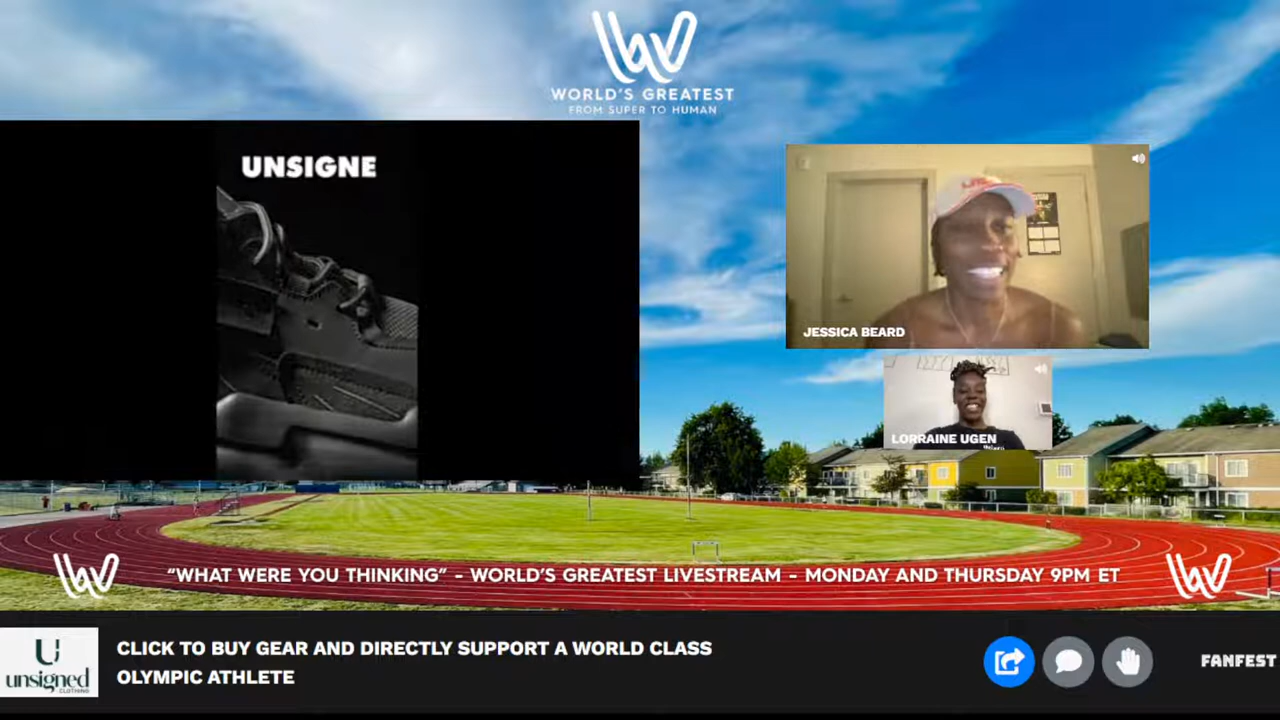 WORLD'S GREATEST
FROM SUPER TO HUMAN
UNSIGNE
JESSICA BEARD
LORRAINE UGEN
"WHAT WERE YOU THINKING" - WORLD'S GREATEST LIVESTREAM - MONDAY AND THURSDAY 9PM ET
U
unsigned
CLOTHING
CLICK TO BUY GEAR AND DIRECTLY SUPPORT A WORLD CLASS
OLYMPIC ATHLETE
FANFEST